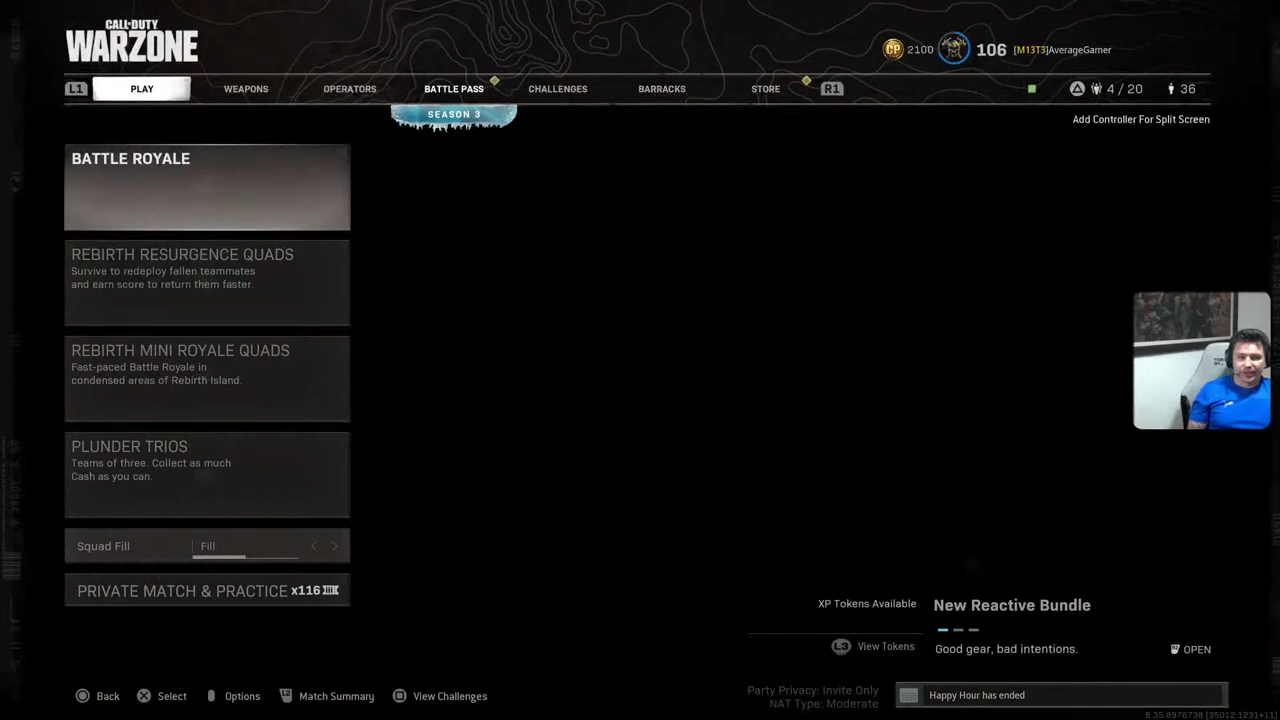 CALL OF DUTY
WARZONE
CP 2100 106 [M13T3]AverageGamer
L1 PLAY WEAPONS OPERATORS BATTLE PASS CHALLENGES BARRACKS STORE R1 4 / 20 36
SEASON 3
Add Controller For Split Screen
BATTLE ROYALE
REBIRTH RESURGENCE QUADS
Survive to redeploy fallen teammates
and earn score to return them faster.
REBIRTH MINI ROYALE QUADS
Fast-paced Battle Royale in
condensed areas of Rebirth Island.
PLUNDER TRIOS
Teams of three. Collect as much
Cash as you can.
Squad Fill Fill
PRIVATE MATCH & PRACTICE x116
XP Tokens Available
L3 View Tokens
New Reactive Bundle
Good gear, bad intentions.
OPEN
Back Select Options Match Summary View Challenges
Party Privacy: Invite Only
NAT Type: Moderate
Happy Hour has ended